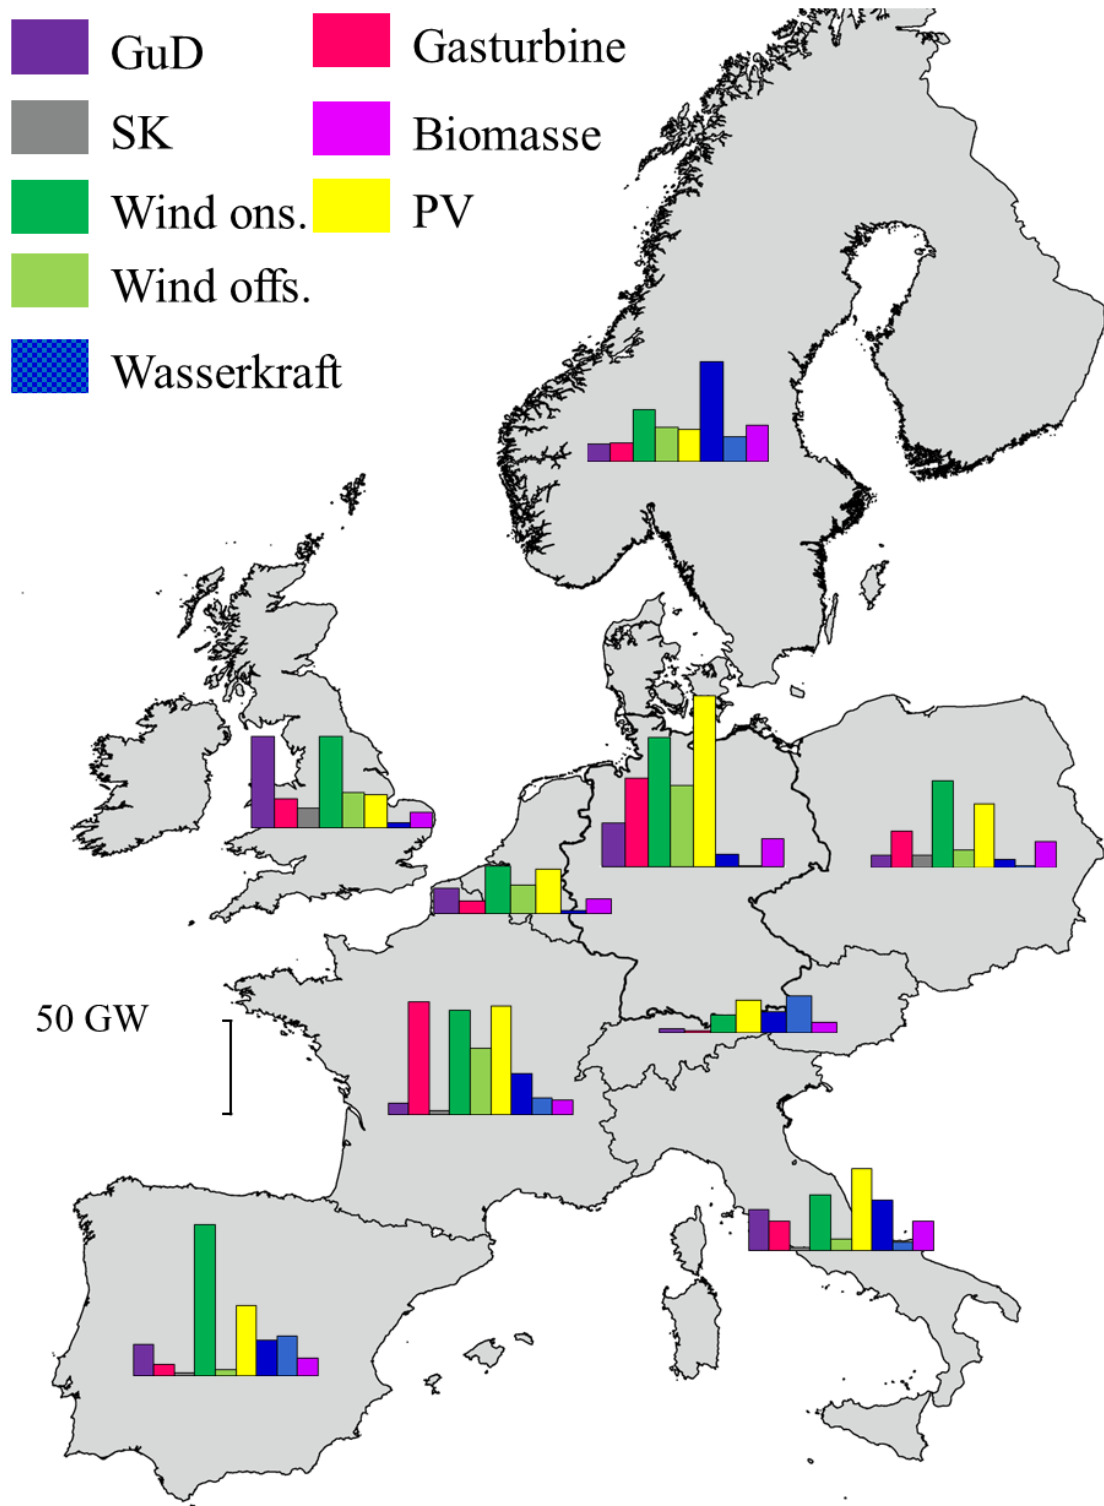 GuD
SK
Wind ons.
Wind offs.
Wasserkraft
Gasturbine
Biomasse
PV
50 GW